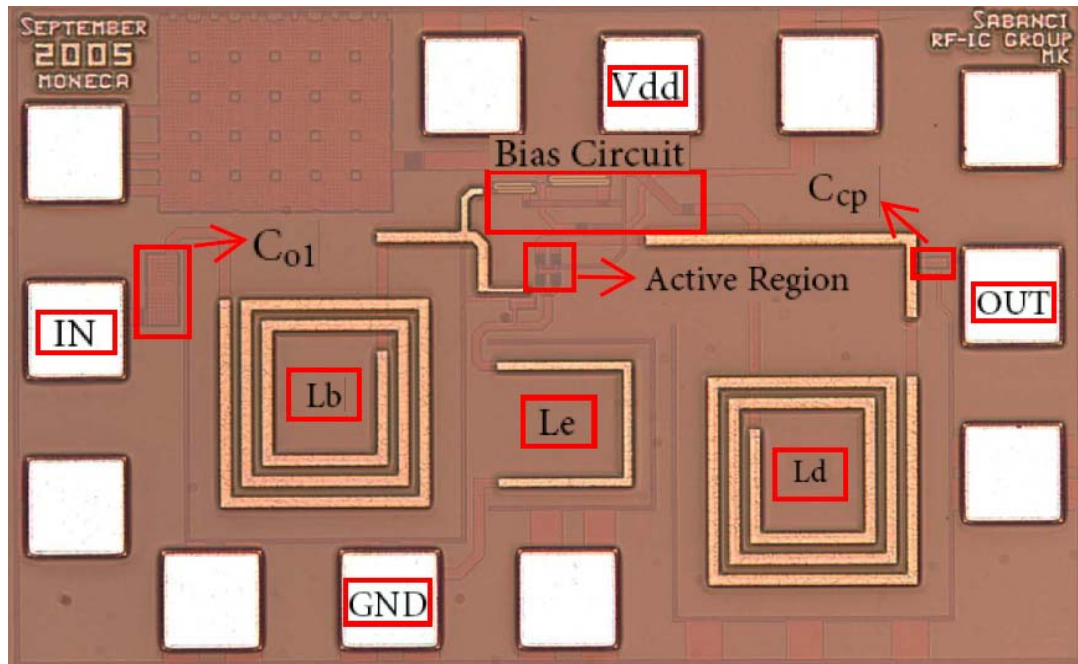 SEPTEMBER
2005
MONECA
SABANCI
RF-IC GROUP
MK
Vdd
Bias Circuit
Ccp
Co1
Active Region
IN
OUT
Lb
Le
Ld
GND